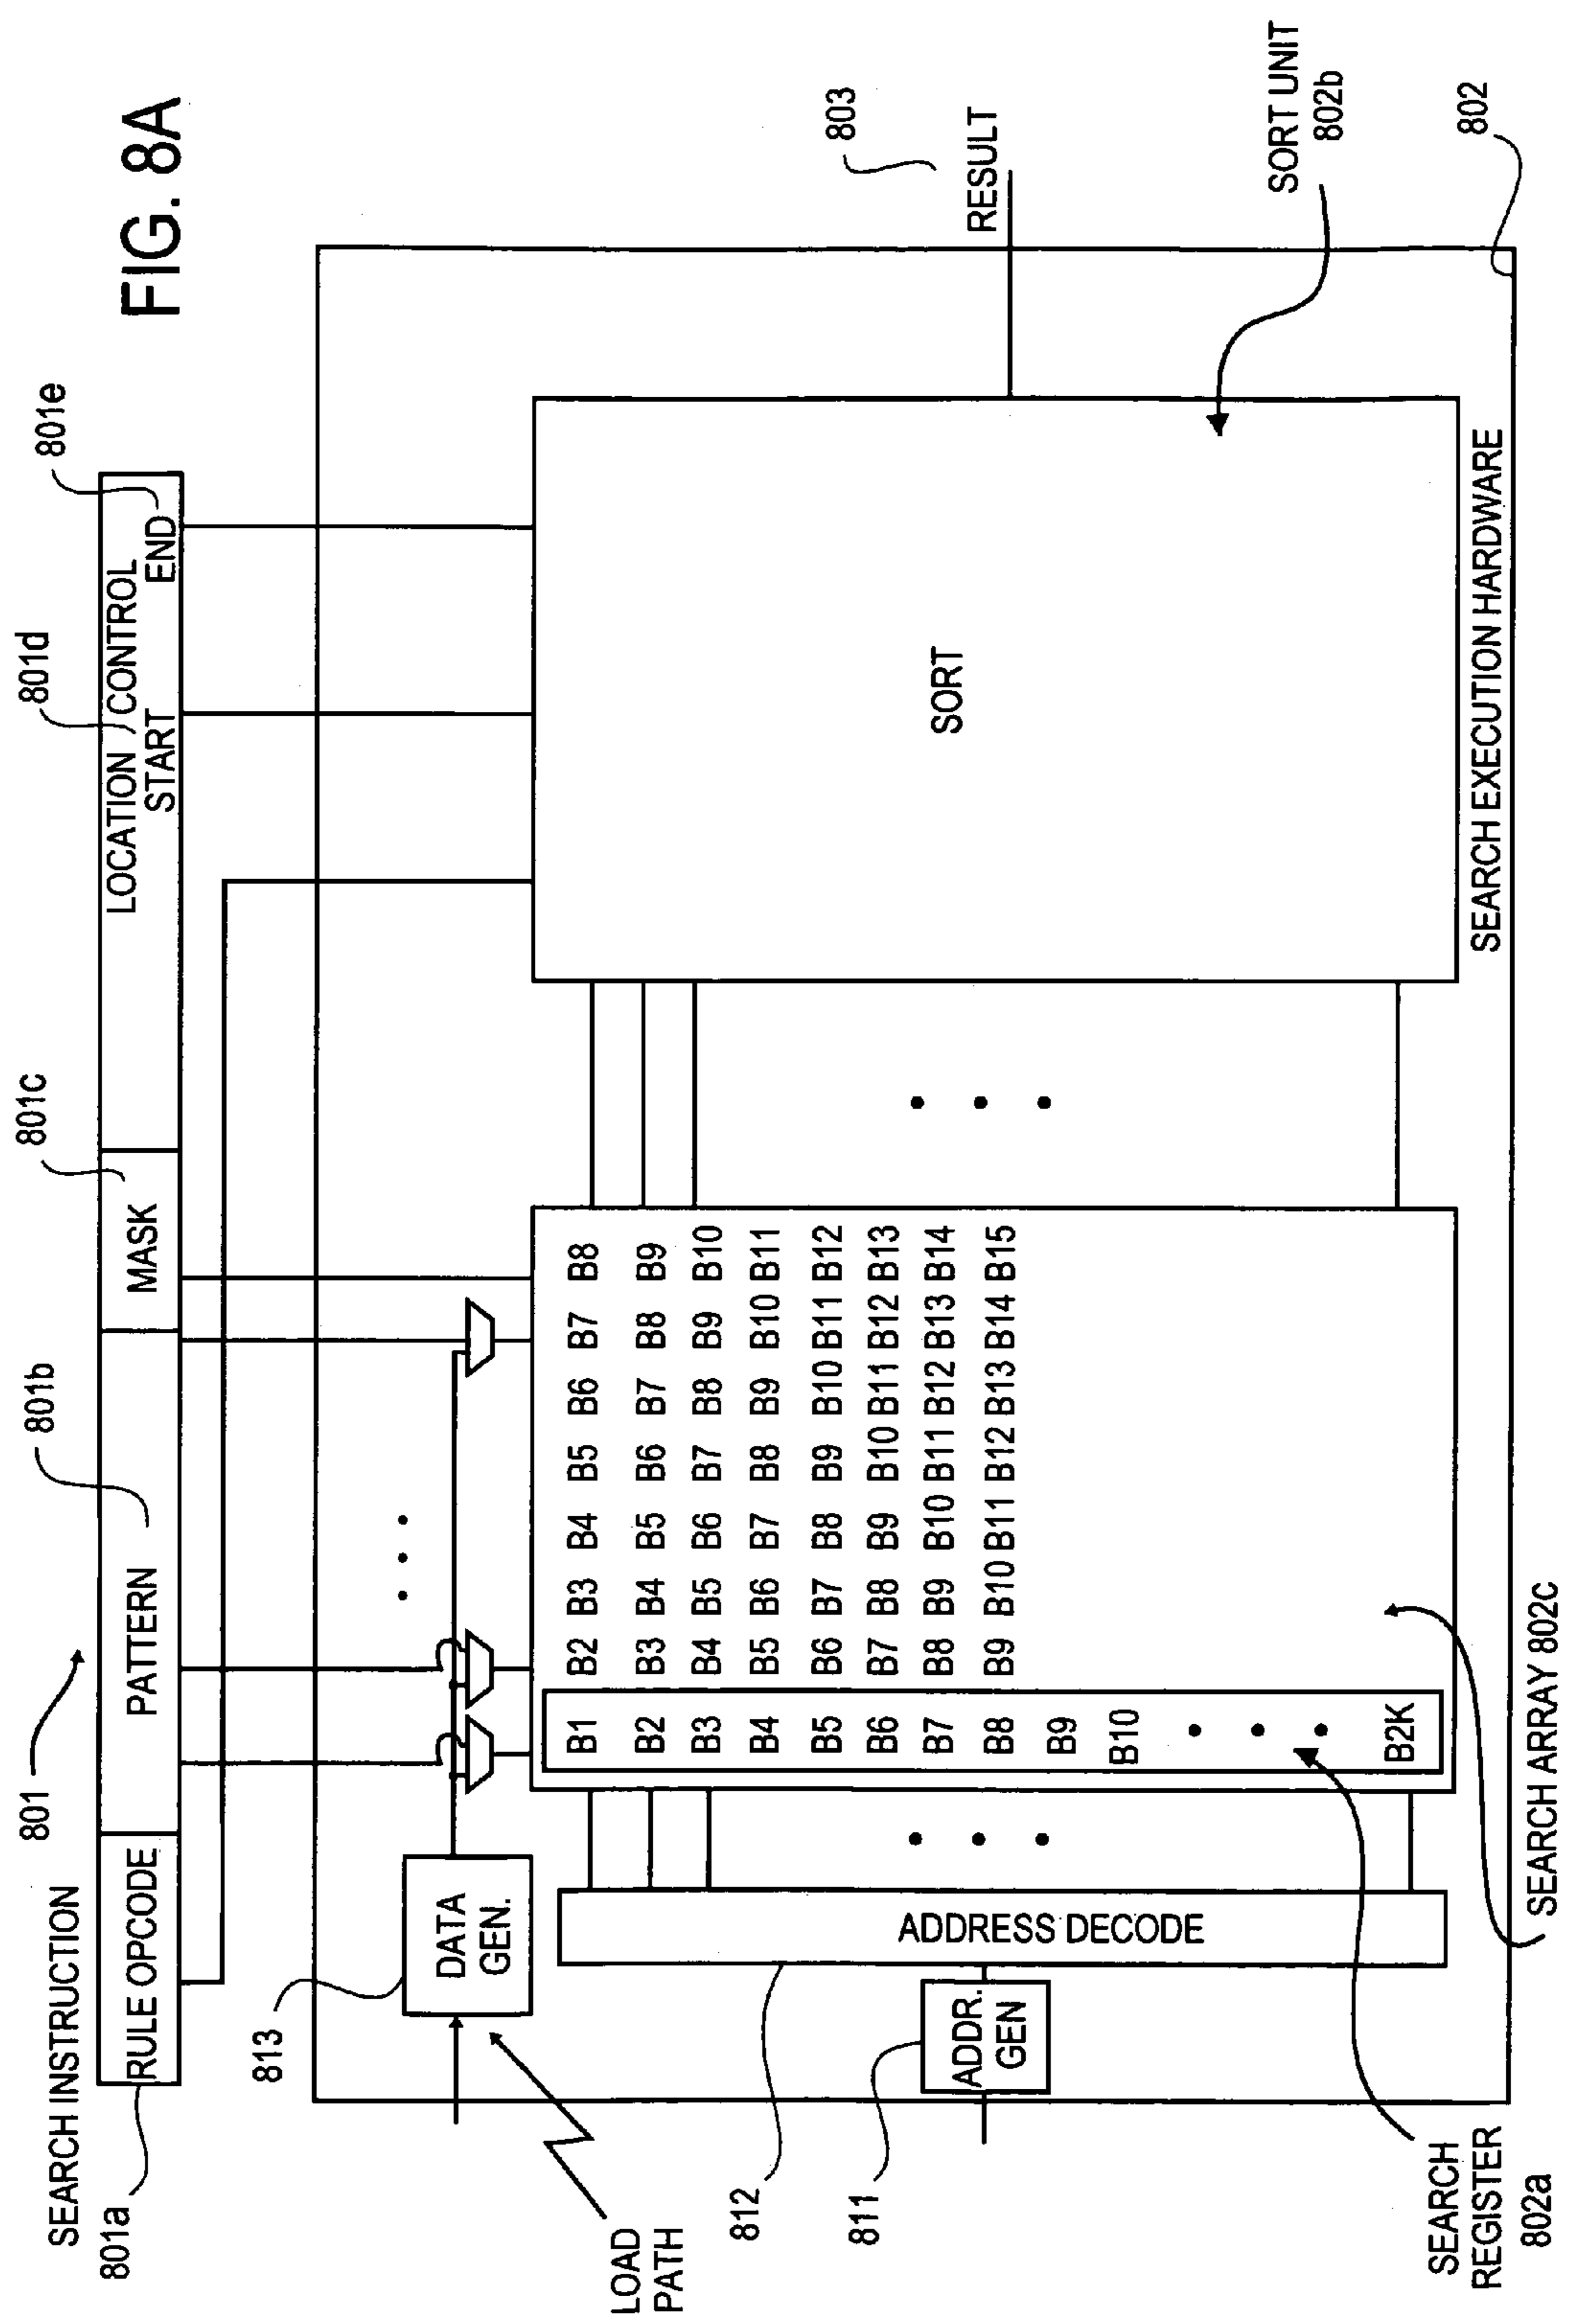 FIG. 8A
SEARCH INSTRUCTION
801
801a
801b
801c
801d
801e
RULE OPCODE
PATTERN
MASK
LOCATION / CONTROL
START
END
813
DATA
GEN.
LOAD
PATH
812
811
ADDR.
GEN
ADDRESS DECODE
B1 B2 B3 B4 B5 B6 B7 B8
B2 B3 B4 B5 B6 B7 B8 B9
B3 B4 B5 B6 B7 B8 B9 B10
B4 B5 B6 B7 B8 B9 B10 B11
B5 B6 B7 B8 B9 B10 B11 B12
B6 B7 B8 B9 B10 B11 B12 B13
B7 B8 B9 B10 B11 B12 B13 B14
B8 B9 B10 B11 B12 B13 B14 B15
B9
B10
B2K
SORT
RESULT
803
SORT UNIT
802b
802
SEARCH EXECUTION HARDWARE
SEARCH
REGISTER
802a
SEARCH ARRAY 802c